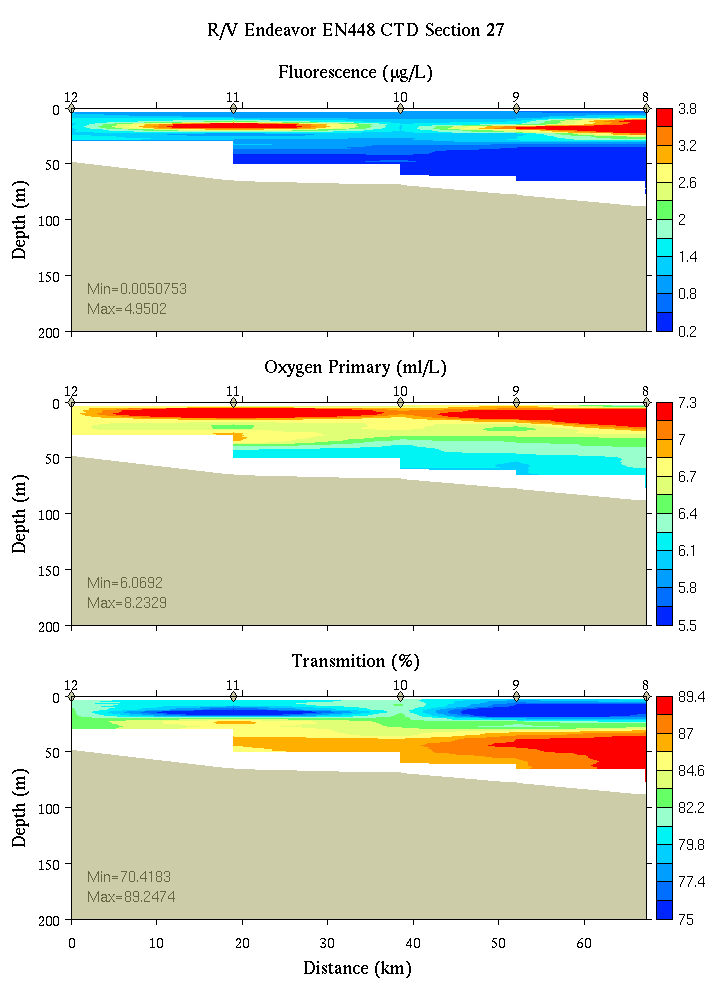 R/V Endeavor EN448 CTD Section 27
Fluorescence (µg/L)
12 11 10 9 8
0
50
100
150
200
Depth (m)
Min=0.0050753
Max=4.9502
3.8
3.2
2.6
2
1.4
0.8
0.2
Oxygen Primary (ml/L)
12 11 10 9 8
0
50
100
150
200
Depth (m)
Min=6.0692
Max=8.2329
7.3
7
6.7
6.4
6.1
5.8
5.5
Transmition (%)
12 11 10 9 8
0
50
100
150
200
Depth (m)
Min=70.4183
Max=89.2474
89.4
87
84.6
82.2
79.8
77.4
75
0 10 20 30 40 50 60
Distance (km)